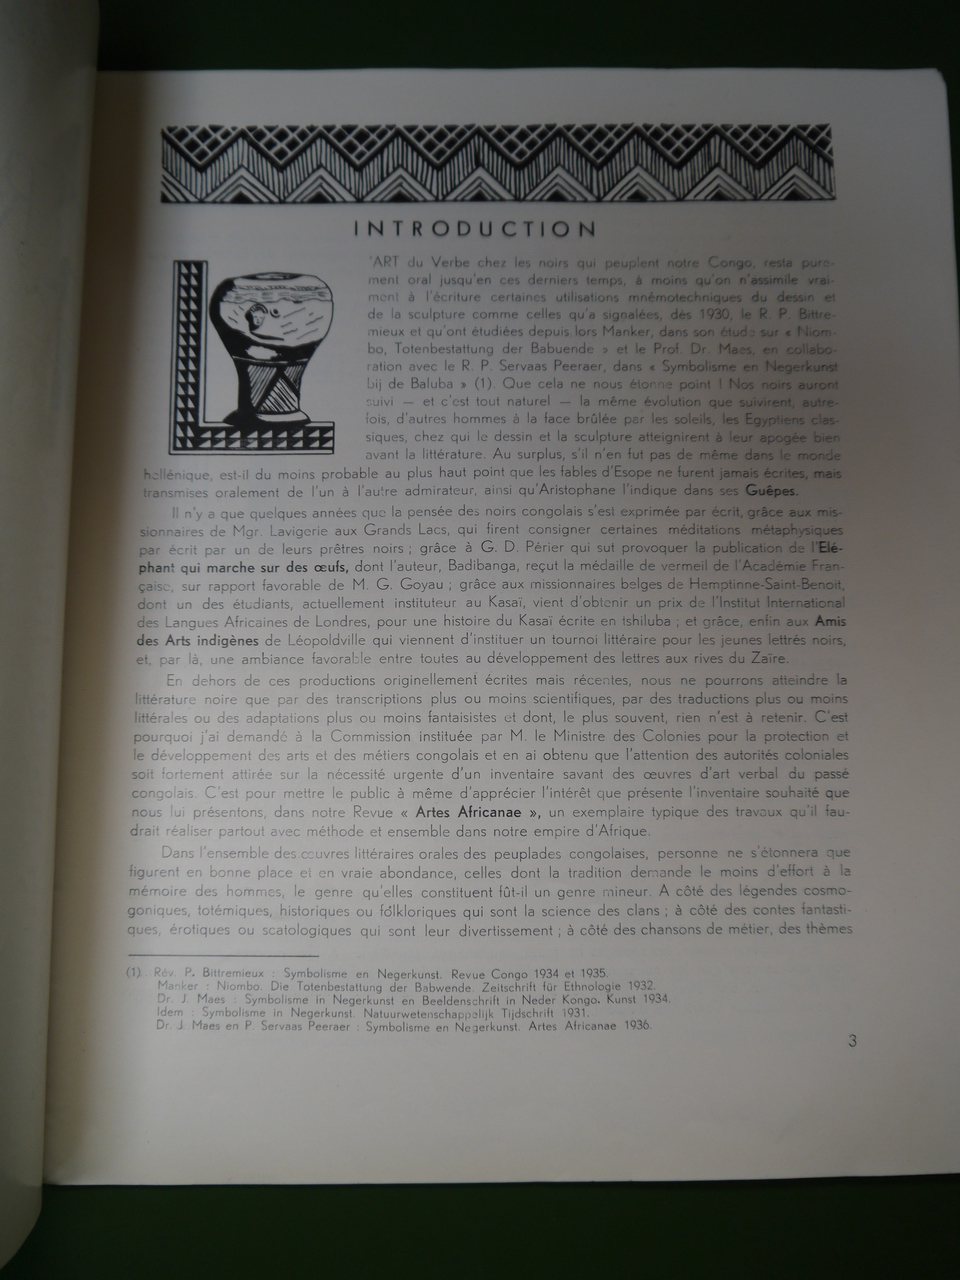 INTRODUCTION
L'ART du Verbe chez les noirs qui peuplent notre Congo, resta pure-
ment oral jusqu'en ces derniers temps, à moins qu'on n'assimile vrai-
ment à l'écriture certaines utilisations mnémotechniques du dessin et
de la sculpture comme celles qu'a signalées, dès 1930, le R. P. Bittre-
mieux et qu'ont étudiées depuis lors Manker, dans son étude sur « Niom-
bo, Totenbestattung der Babuende » et le Prof. Dr. Maes, en collabo-
ration avec le R. P. Servaas Peeraer, dans « Symbolisme en Negerkunst
bij de Baluba » (1). Que cela ne nous étonne point ! Nos noirs auront
suivi — et c'est tout naturel — la même évolution que suivirent, autre-
fois, d'autres hommes à la face brûlée par les soleils, les Egyptiens clas-
siques, chez qui le dessin et la sculpture atteignirent à leur apogée bien
avant la littérature. Au surplus, s'il n'en fut pas de même dans le monde
hellénique, est-il du moins probable au plus haut point que les fables d'Esope ne furent jamais écrites, mais
transmises oralement de l'un à l'autre admirateur, ainsi qu'Aristophane l'indique dans ses Guêpes.
Il n'y a que quelques années que la pensée des noirs congolais s'est exprimée par écrit, grâce aux mis-
sionnaires de Mgr. Lavigerie aux Grands Lacs, qui firent consigner certaines méditations métaphysiques
par écrit par un de leurs prêtres noirs ; grâce à G. D. Périer qui sut provoquer la publication de l'Elé-
phant qui marche sur des œufs, dont l'auteur, Badibanga, reçut la médaille de vermeil de l'Académie Fran-
çaise, sur rapport favorable de M. G. Goyau ; grâce aux missionnaires belges de Hemptinne-Saint-Benoit,
dont un des étudiants, actuellement instituteur au Kasaï, vient d'obtenir un prix de l'Institut International
des Langues Africaines de Londres, pour une histoire du Kasaï écrite en tshiluba ; et grâce, enfin aux Amis
des Arts indigènes de Léopoldville qui viennent d'instituer un tournoi littéraire pour les jeunes lettrés noirs,
et, par là, une ambiance favorable entre toutes au développement des lettres aux rives du Zaïre.
En dehors de ces productions originellement écrites mais récentes, nous ne pourrons atteindre la
littérature noire que par des transcriptions plus ou moins scientifiques, par des traductions plus ou moins
littérales ou des adaptations plus ou moins fantaisistes et dont, le plus souvent, rien n'est à retenir. C'est
pourquoi j'ai demandé à la Commission instituée par M. le Ministre des Colonies pour la protection et
le développement des arts et des métiers congolais et en ai obtenu que l'attention des autorités coloniales
soit fortement attirée sur la nécessité urgente d'un inventaire savant des œuvres d'art verbal du passé
congolais. C'est pour mettre le public à même d'apprécier l'intérêt que présente l'inventaire souhaité que
nous lui présentons, dans notre Revue « Artes Africanae », un exemplaire typique des travaux qu'il fau-
drait réaliser partout avec méthode et ensemble dans notre empire d'Afrique.
Dans l'ensemble des œuvres littéraires orales des peuplades congolaises, personne ne s'étonnera que
figurent en bonne place et en vraie abondance, celles dont la tradition demande le moins d'effort à la
mémoire des hommes, le genre qu'elles constituent fût-il un genre mineur. A côté des légendes cosmo-
goniques, totémiques, historiques ou folkloriques qui sont la science des clans ; à côté des contes fantasti-
ques, érotiques ou scatologiques qui sont leur divertissement ; à côté des chansons de métier, des thèmes
(1) Rév. P. Bittremieux : Symbolisme en Negerkunst. Revue Congo 1934 et 1935.
Manker : Niombo. Die Totenbestattung der Babwende. Zeitschrift für Ethnologie 1932.
Dr. J. Maes : Symbolisme in Negerkunst en Beeldenschrift in Neder Kongo. Kunst 1934.
Idem : Symbolisme in Negerkunst. Natuurwetenschappelijk Tijdschrift 1931.
Dr. J. Maes en P. Servaas Peeraer : Symbolisme en Negerkunst. Artes Africanae 1936.
3